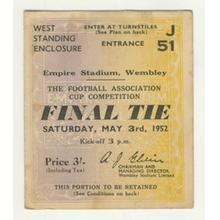 WEST STANDING ENCLOSURE
ENTER AT TURNSTILES
(See Plan on back)
ENTRANCE
J
51
Empire Stadium, Wembley
THE FOOTBALL ASSOCIATION
CUP COMPETITION
FINAL TIE
SATURDAY, MAY 3rd, 1952
Kick-off 3 p.m.
Price 3/-
(Including Tax)
CHAIRMAN AND
MANAGING DIRECTOR,
Wembley Stadium Limited
THIS PORTION TO BE RETAINED
(See Conditions on back)